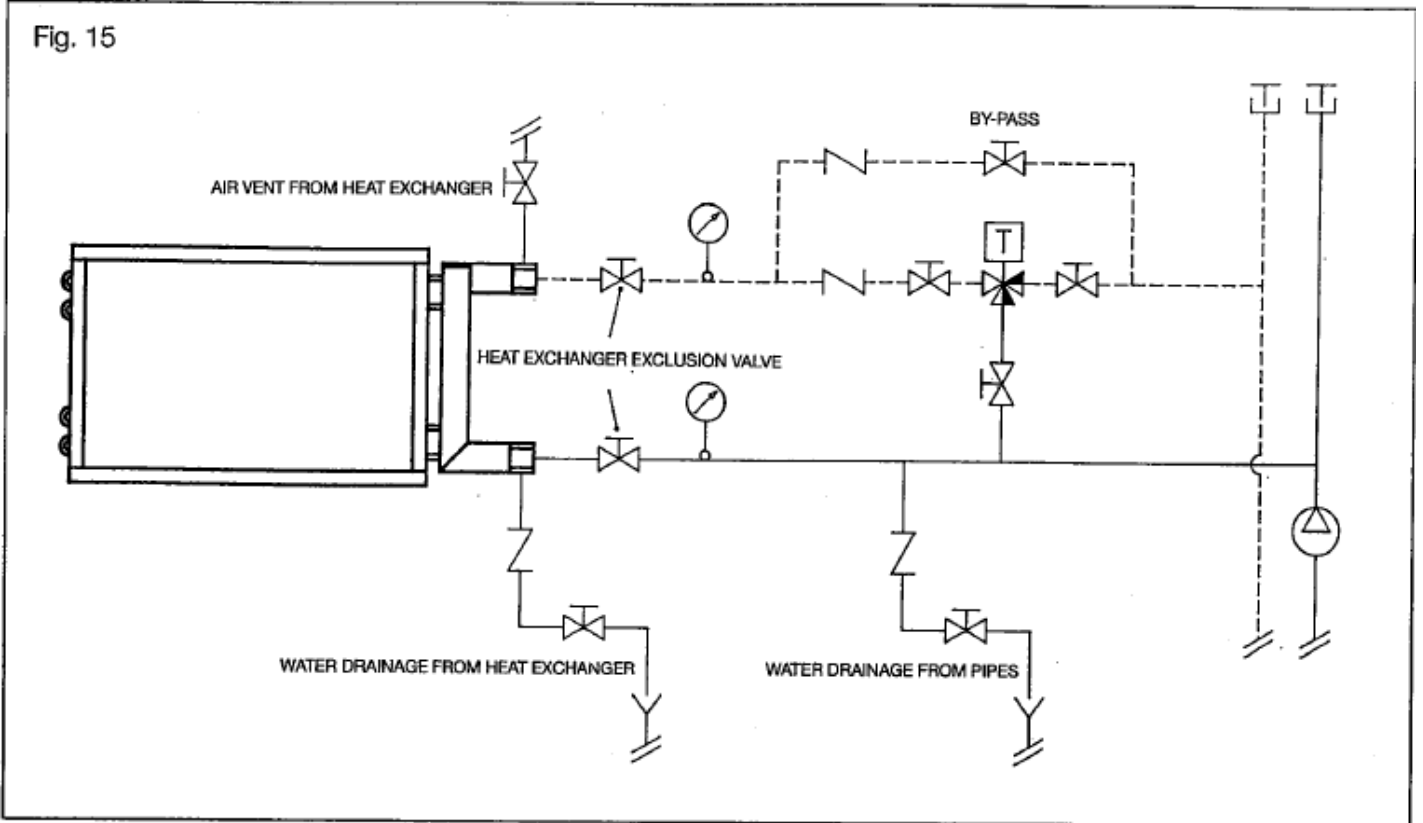 Fig. 15
BY-PASS
AIR VENT FROM HEAT EXCHANGER
T
HEAT EXCHANGER EXCLUSION VALVE
WATER DRAINAGE FROM HEAT EXCHANGER
WATER DRAINAGE FROM PIPES